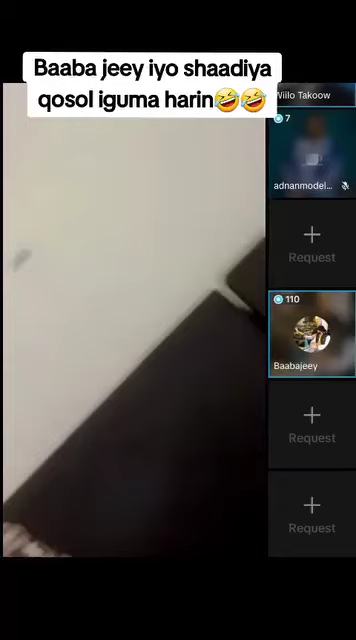 Baaba jeey iyo shaadiya
qosol iguma harin🤣🤣
Wiilo Takoow
7
adnanmodel...
Request
110
Baabajeey
Request
Request